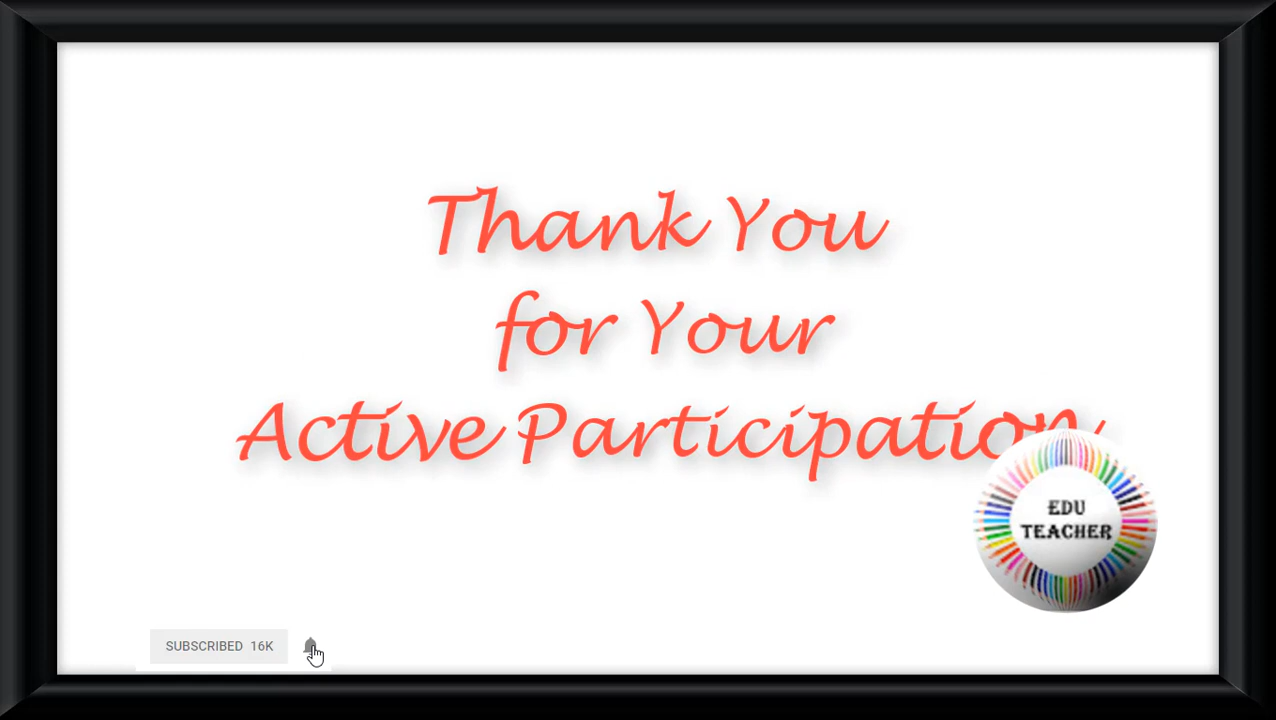 Thank You
for Your
Active Participation
EDU
TEACHER
SUBSCRIBED 16K